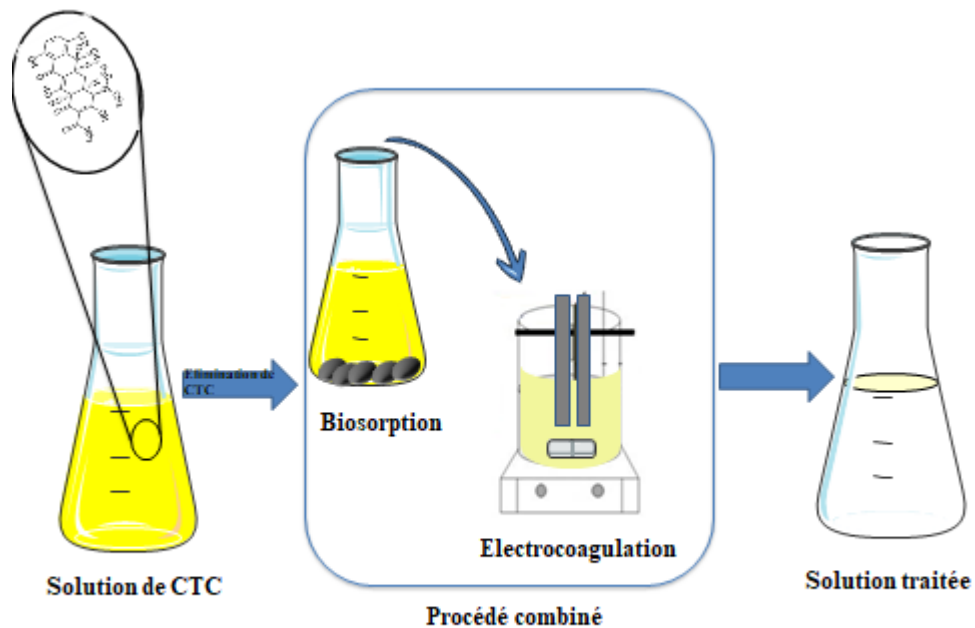 Elimination de
CTC
Biosorption
Electrocoagulation
Solution de CTC
Solution traitée
Procédé combiné